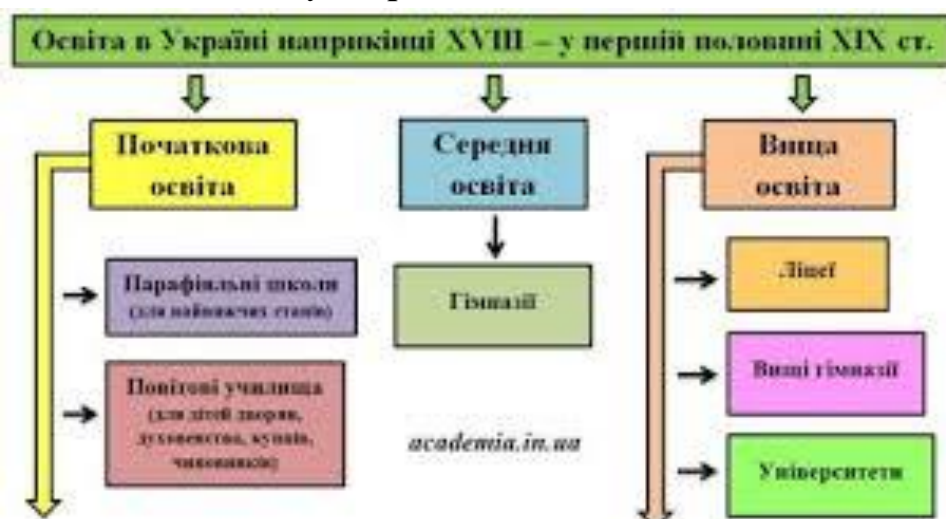 Освіта в Україні наприкінці XVIII – у першій половині XIX ст.
Початкова
освіта
Середня
освіта
Вища
освіта
Парафіяльні школи
(для найнижчих станів)
Повітові училища
(для дітей дворян,
духовенства, купців,
чиновників)
Гімназії
academia.in.ua
Ліцеї
Вищі гімназії
Університети